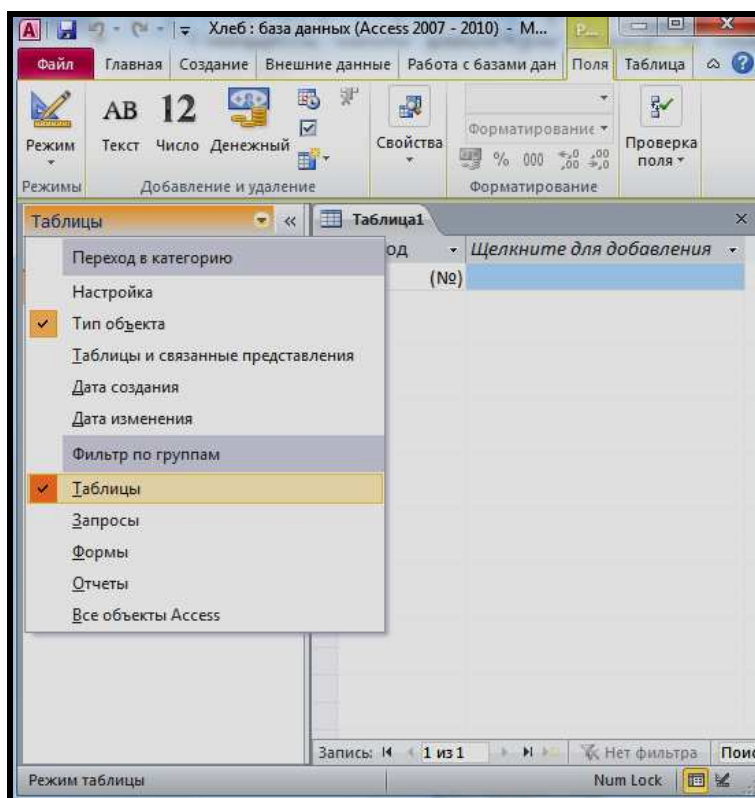 A Хлеб : база данных (Access 2007 - 2010) - M...
Файл Главная Создание Внешние данные Работа с базами дан Поля Таблица
AB 12
Режим Текст Число Денежный Свойства Форматирование Проверка поля
% 000
Режимы Добавление и удаление Форматирование
Таблицы « Таблица1
Переход в категорию
од Щелкните для добавления
(№)
Настройка
Тип объекта
Таблицы и связанные представления
Дата создания
Дата изменения
Фильтр по группам
Таблицы
Запросы
Формы
Отчеты
Все объекты Access
Запись: 1 из 1 Нет фильтра Поис
Режим таблицы Num Lock